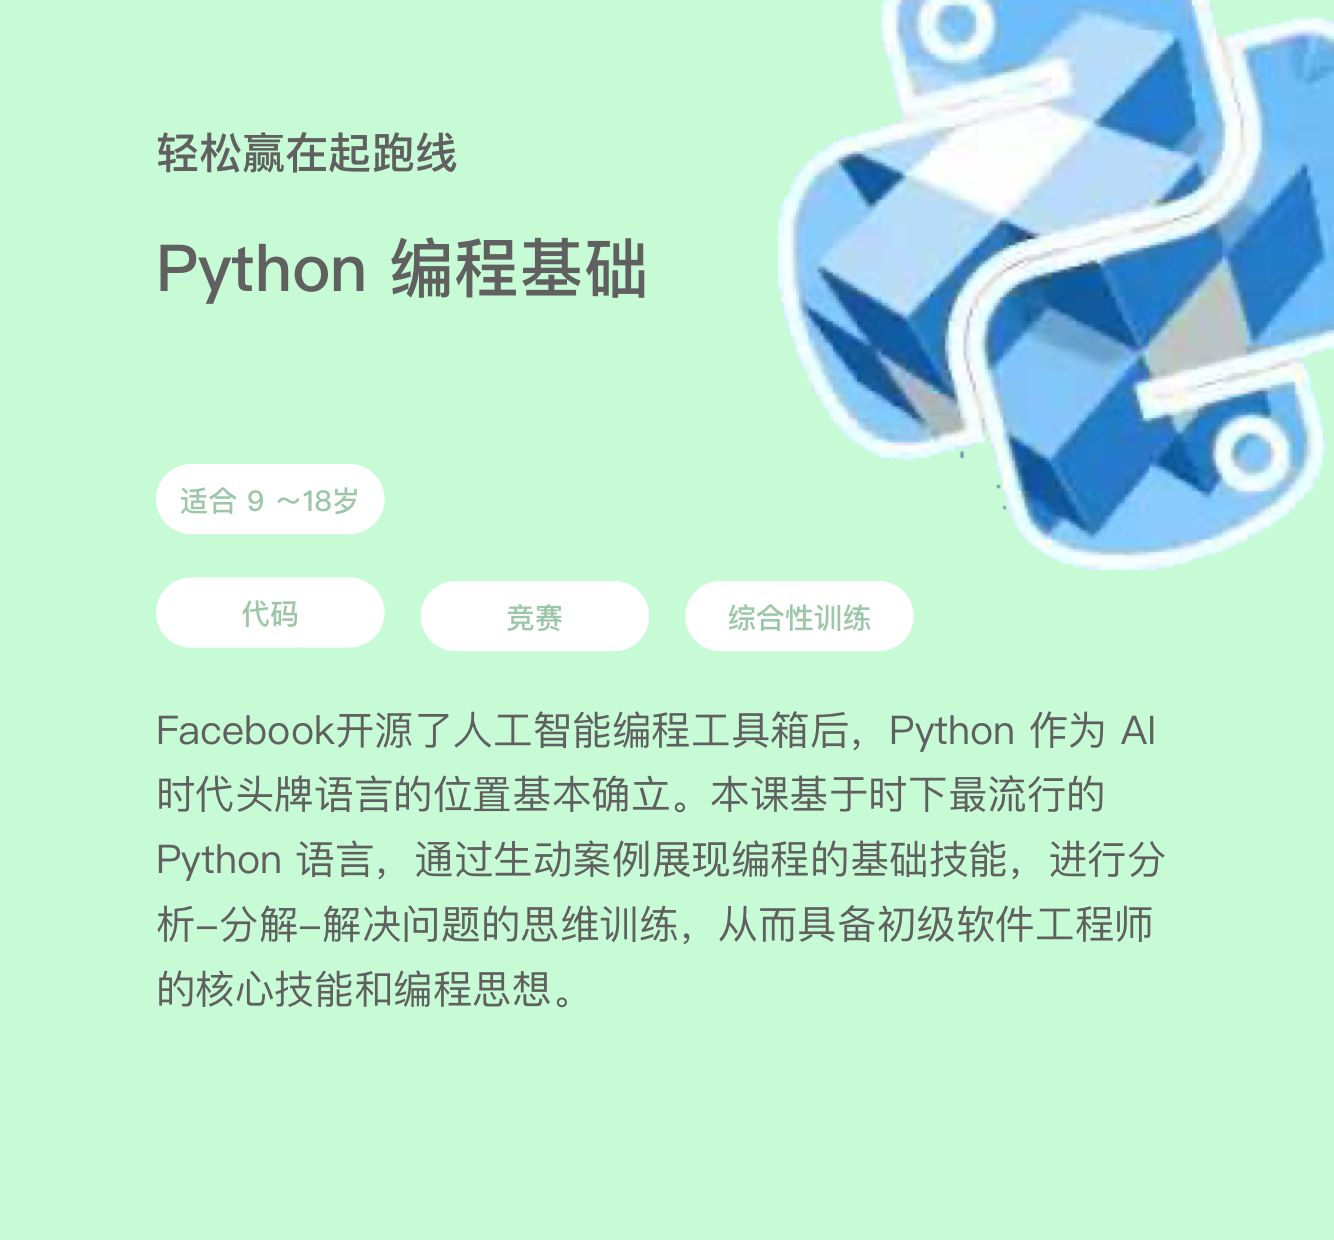 轻松赢在起跑线
Python 编程基础
适合 9 ～18岁
代码
竞赛
综合性训练
Facebook开源了人工智能编程工具箱后，Python 作为 AI
时代头牌语言的位置基本确立。本课基于时下最流行的
Python 语言，通过生动案例展现编程的基础技能，进行分
析–分解–解决问题的思维训练，从而具备初级软件工程师
的核心技能和编程思想。